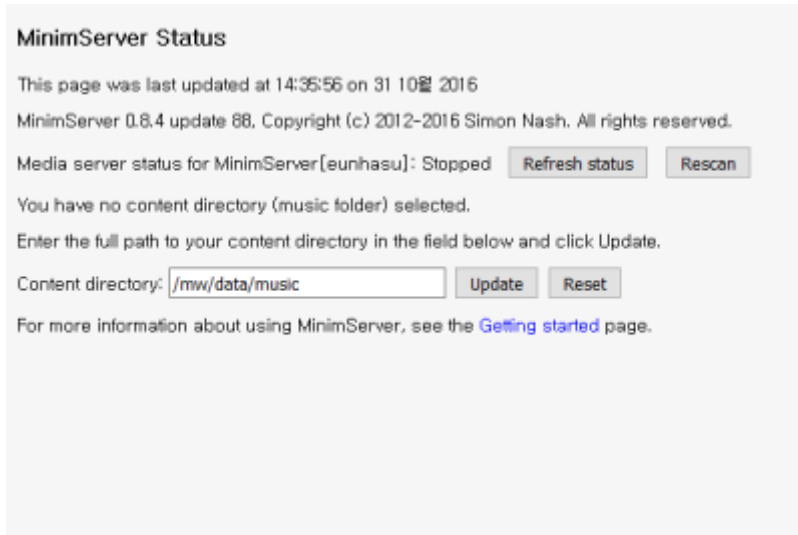 MinimServer Status
This page was last updated at 14:35:56 on 31 10월 2016
MinimServer 0.8.4 update 88, Copyright (c) 2012-2016 Simon Nash. All rights reserved.
Media server status for MinimServer[eunhasu]: Stopped Refresh status Rescan
You have no content directory (music folder) selected.
Enter the full path to your content directory in the field below and click Update.
Content directory: /mw/data/music Update Reset
For more information about using MinimServer, see the Getting started page.